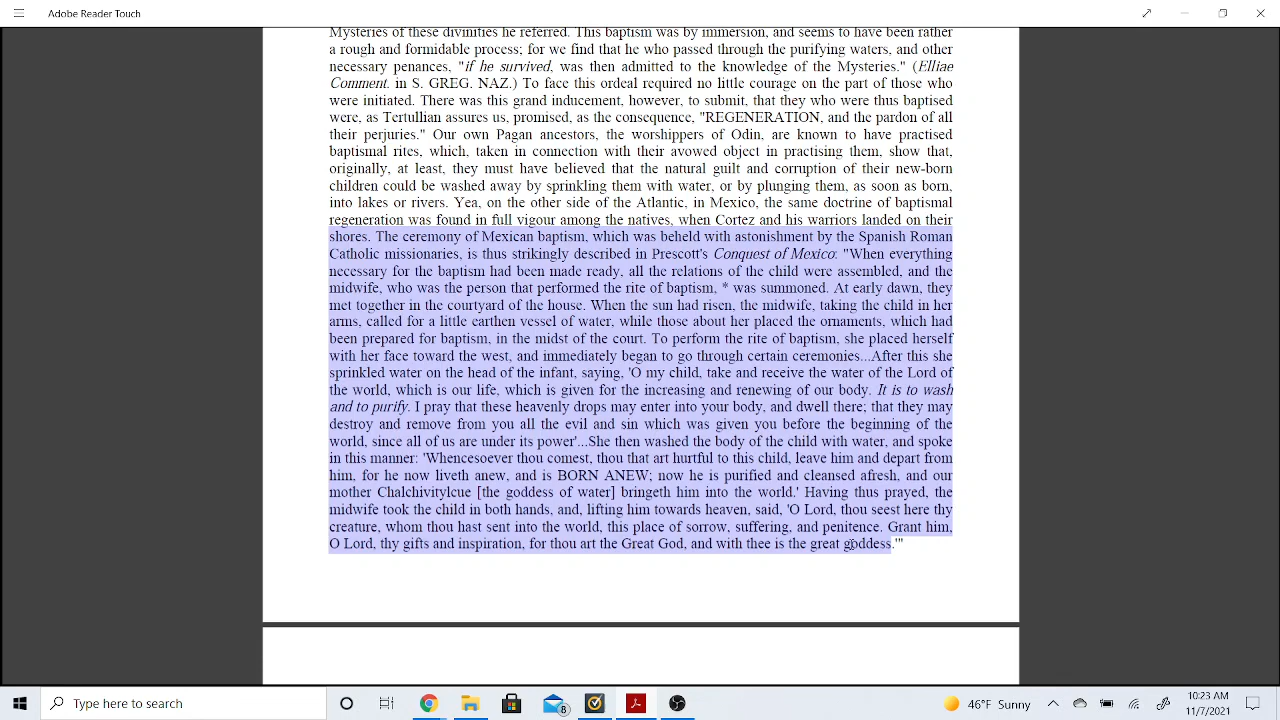 Adobe Reader Touch
Mysteries of these divinities he referred. This baptism was by immersion, and seems to have been rather
a rough and formidable process; for we find that he who passed through the purifying waters, and other
necessary penances, "if he survived, was then admitted to the knowledge of the Mysteries." (Elliae
Comment. in S. GREG. NAZ.) To face this ordeal required no little courage on the part of those who
were initiated. There was this grand inducement, however, to submit, that they who were thus baptised
were, as Tertullian assures us, promised, as the consequence, "REGENERATION, and the pardon of all
their perjuries." Our own Pagan ancestors, the worshippers of Odin, are known to have practised
baptismal rites, which, taken in connection with their avowed object in practising them, show that,
originally, at least, they must have believed that the natural guilt and corruption of their new-born
children could be washed away by sprinkling them with water, or by plunging them, as soon as born,
into lakes or rivers. Yea, on the other side of the Atlantic, in Mexico, the same doctrine of baptismal
regeneration was found in full vigour among the natives, when Cortez and his warriors landed on their
shores. The ceremony of Mexican baptism, which was beheld with astonishment by the Spanish Roman
Catholic missionaries, is thus strikingly described in Prescott's Conquest of Mexico: "When everything
necessary for the baptism had been made ready, all the relations of the child were assembled, and the
midwife, who was the person that performed the rite of baptism, * was summoned. At early dawn, they
met together in the courtyard of the house. When the sun had risen, the midwife, taking the child in her
arms, called for a little earthen vessel of water, while those about her placed the ornaments, which had
been prepared for baptism, in the midst of the court. To perform the rite of baptism, she placed herself
with her face toward the west, and immediately began to go through certain ceremonies...After this she
sprinkled water on the head of the infant, saying, 'O my child, take and receive the water of the Lord of
the world, which is our life, which is given for the increasing and renewing of our body. It is to wash
and to purify. I pray that these heavenly drops may enter into your body, and dwell there; that they may
destroy and remove from you all the evil and sin which was given you before the beginning of the
world, since all of us are under its power'...She then washed the body of the child with water, and spoke
in this manner: 'Whencesoever thou comest, thou that art hurtful to this child, leave him and depart from
him, for he now liveth anew, and is BORN ANEW; now he is purified and cleansed afresh, and our
mother Chalchivitylcue [the goddess of water] bringeth him into the world.' Having thus prayed, the
midwife took the child in both hands, and, lifting him towards heaven, said, 'O Lord, thou seest here thy
creature, whom thou hast sent into the world, this place of sorrow, suffering, and penitence. Grant him,
O Lord, thy gifts and inspiration, for thou art the Great God, and with thee is the great goddess.'"
Type here to search
8
46°F Sunny
10:23 AM
11/7/2021